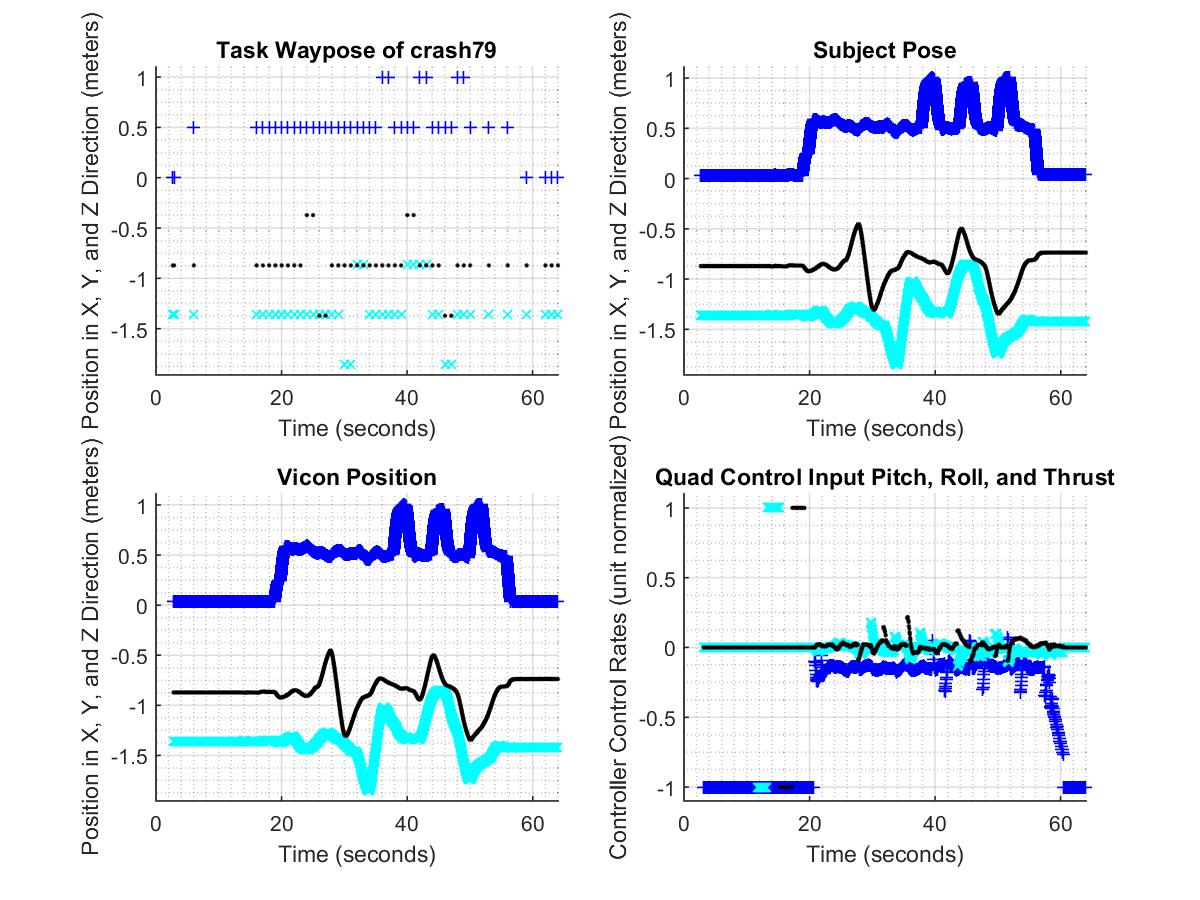 Task Waypose of crash79
Position in X, Y, and Z Direction (meters)
1
0.5
0
-0.5
-1
-1.5
0 20 40 60
Time (seconds)
Subject Pose
Position in X, Y, and Z Direction (meters)
1
0.5
0
-0.5
-1
-1.5
0 20 40 60
Time (seconds)
Vicon Position
Position in X, Y, and Z Direction (meters)
1
0.5
0
-0.5
-1
-1.5
0 20 40 60
Time (seconds)
Quad Control Input Pitch, Roll, and Thrust
Controller Control Rates (unit normalized)
1
0.5
0
-0.5
-1
0 20 40 60
Time (seconds)